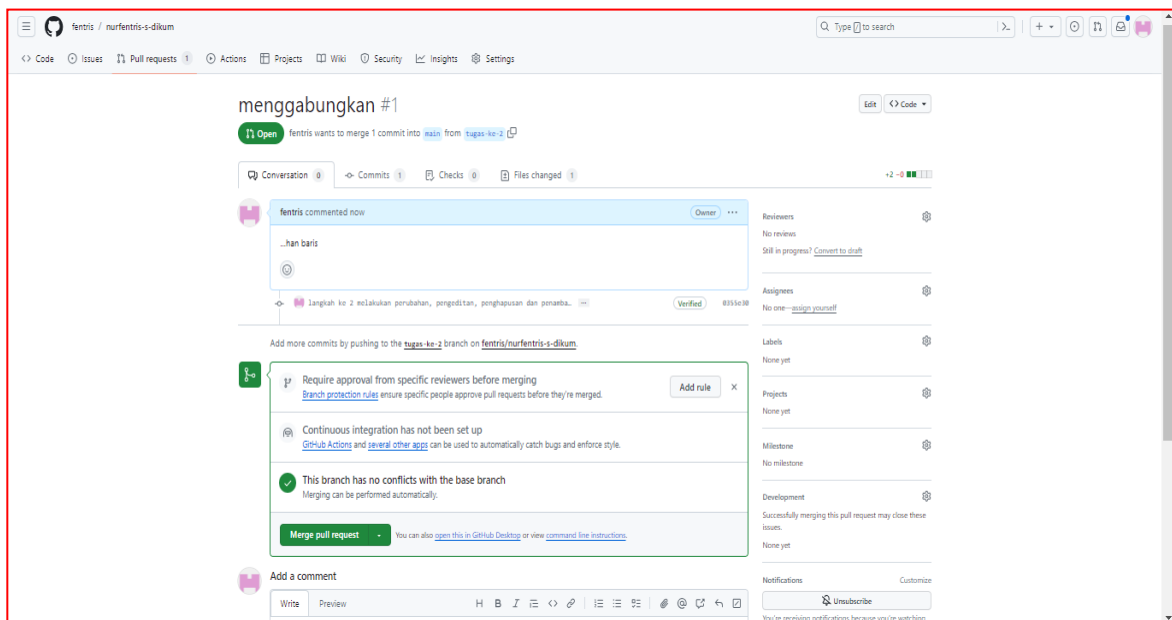 fentris / nurfentris-s-dikum
Type / to search
Code Issues Pull requests 1 Actions Projects Wiki Security Insights Settings
menggabungkan #1
Edit Code
Open fentris wants to merge 1 commit into main from tugas-ke-2
Conversation 0 Commits 1 Checks 0 Files changed 1
+2 -0
fentris commented now
Owner ...
...han baris
langkah ke 2 melakukan perubahan, pengeditan, penghapusan dan penamba… ...
Verified 0355e30
Add more commits by pushing to the tugas-ke-2 branch on fentris/nurfentris-s-dikum.
Require approval from specific reviewers before merging
Branch protection rules ensure specific people approve pull requests before they're merged.
Add rule ×
Continuous integration has not been set up
GitHub Actions and several other apps can be used to automatically catch bugs and enforce style.
This branch has no conflicts with the base branch
Merging can be performed automatically.
Merge pull request
You can also open this in GitHub Desktop or view command line instructions.
Add a comment
Write Preview
H B I
Reviewers
No reviews
Still in progress? Convert to draft
Assignees
No one—assign yourself
Labels
None yet
Projects
None yet
Milestone
No milestone
Development
Successfully merging this pull request may close these
issues.
None yet
Notifications Customize
Unsubscribe
You're receiving notifications because you're watching